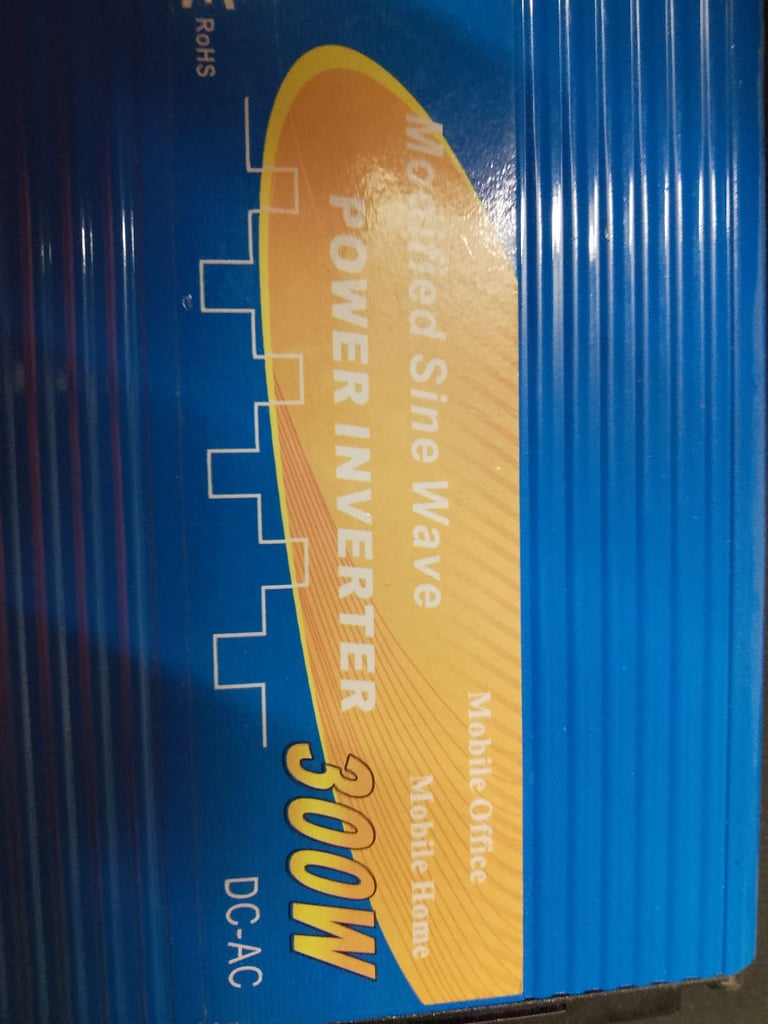 Mobile Office
Mobile Home
Modified Sine Wave
POWER INVERTER
300W
DC-AC
RoHS